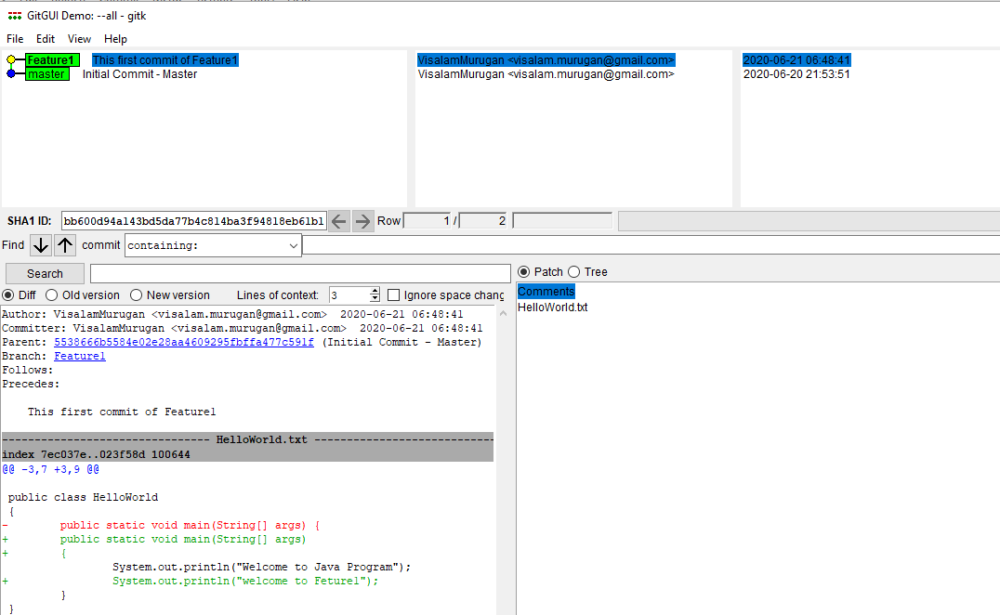 GitGUI Demo: --all - gitk
File Edit View Help
Feature1 This first commit of Feature1 VisalamMurugan <visalam.murugan@gmail.com> 2020-06-21 06:48:41
master Initial Commit - Master VisalamMurugan <visalam.murugan@gmail.com> 2020-06-20 21:53:51
SHA1 ID: bb600d94a143bd5da77b4c814ba3f94818eb61b1 Row 1 / 2
Find commit containing:
Search
Patch Tree
Diff Old version New version Lines of context: 3 Ignore space chang
Comments
HelloWorld.txt
Author: VisalamMurugan <visalam.murugan@gmail.com> 2020-06-21 06:48:41
Committer: VisalamMurugan <visalam.murugan@gmail.com> 2020-06-21 06:48:41
Parent: 5538666b5584e02e28aa4609295fbffa477c591f (Initial Commit - Master)
Branch: Feature1
Follows:
Precedes:
This first commit of Feature1
-------------------------------- HelloWorld.txt ----------------------------
index 7ec037e..023f58d 100644
@@ -3,7 +3,9 @@
public class HelloWorld
{
- public static void main(String[] args) {
+ public static void main(String[] args)
+ {
System.out.println("Welcome to Java Program");
+ System.out.println("welcome to Feture1");
}
}